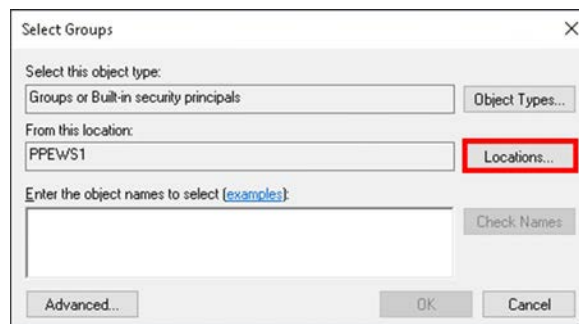 Select Groups
Select this object type:
Groups or Built-in security principals
Object Types...
From this location:
PPEWS1
Locations...
Enter the object names to select (examples):
Check Names
Advanced...
OK
Cancel